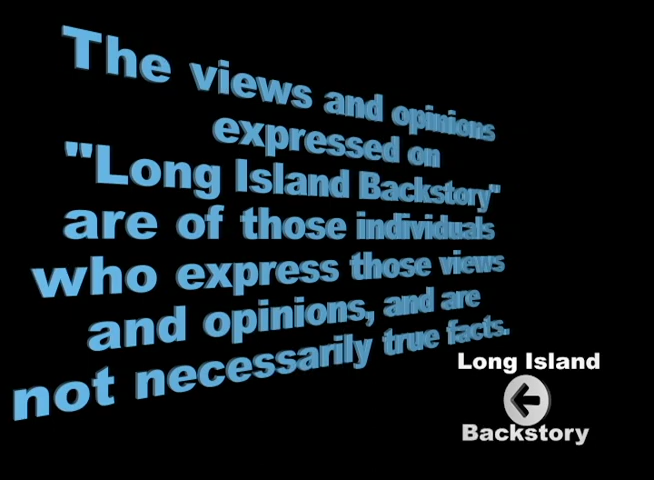 The views and opinions
expressed on
"Long Island Backstory"
are of those individuals
who express those views
and opinions, and are
not necessarily true facts.
Long Island
Backstory